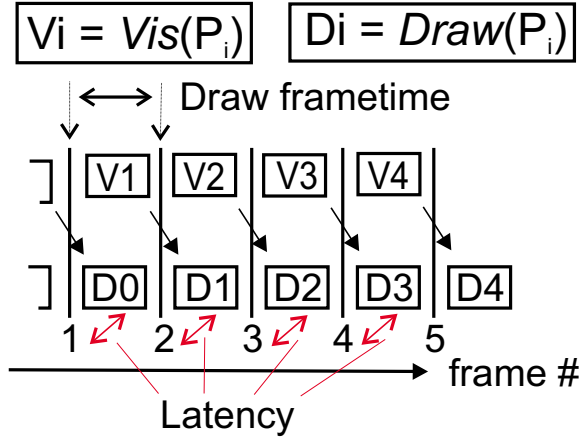 Vi = Vis(Pi)
Di = Draw(Pi)
Draw frametime
V1 V2 V3 V4
D0 D1 D2 D3 D4
1 2 3 4 5
frame #
Latency